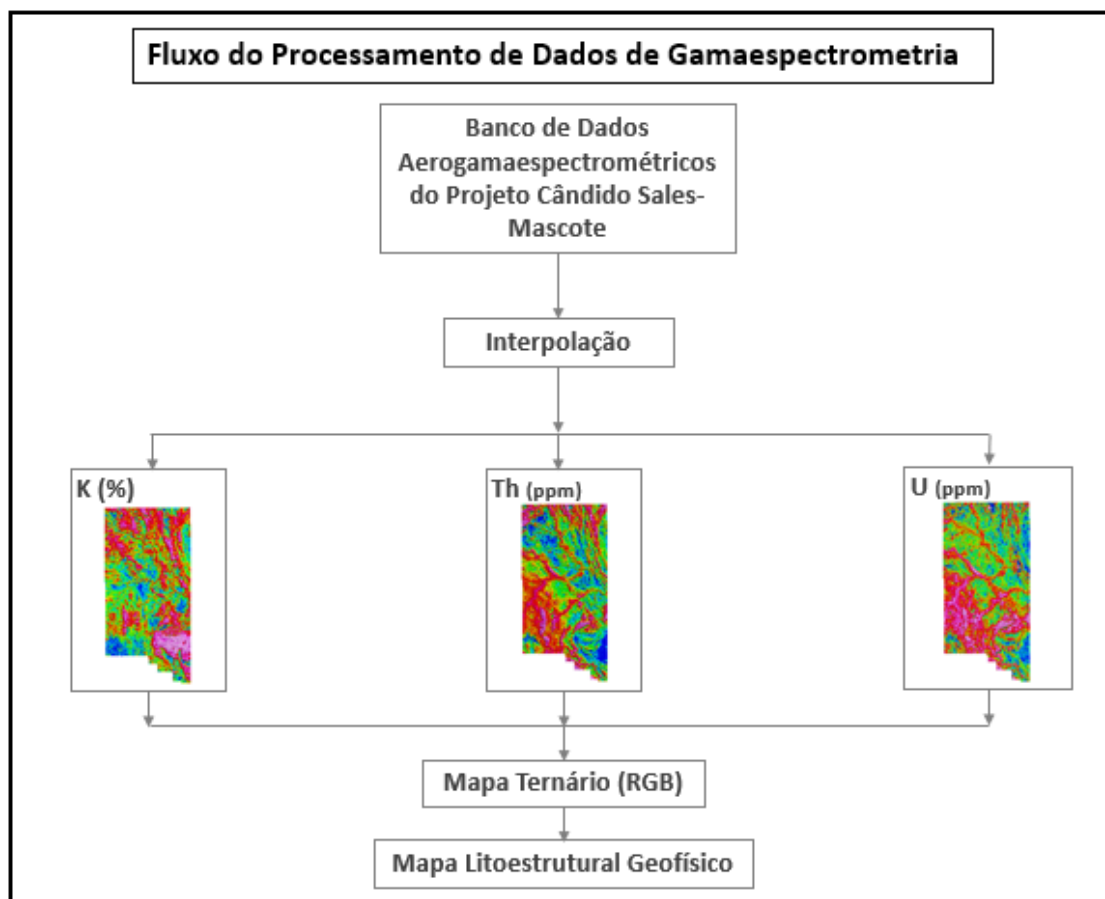 Fluxo do Processamento de Dados de Gamaespectrometria
Banco de Dados
Aerogamaespectrométricos
do Projeto Cândido Sales-
Mascote
Interpolação
K (%)
Th (ppm)
U (ppm)
Mapa Ternário (RGB)
Mapa Litoestrutural Geofísico